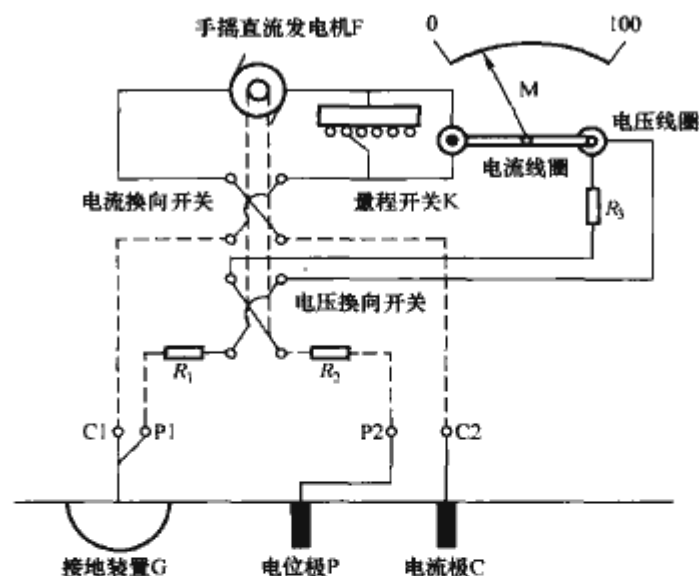 手摇直流发电机F
0
100
M
电压线圈
电流线圈
电流换向开关
量程开关K
R3
电压换向开关
R1
R2
C1
P1
P2
C2
接地装置G
电位极P
电流极C